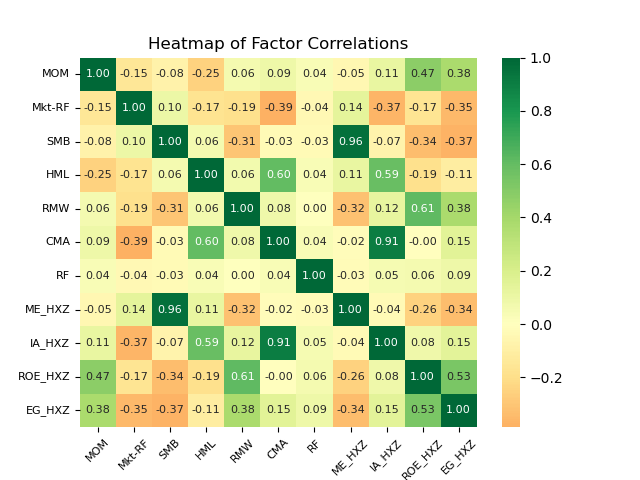 Heatmap of Factor Correlations
MOM 1.00 -0.15 -0.08 -0.25 0.06 0.09 0.04 -0.05 0.11 0.47 0.38
Mkt-RF -0.15 1.00 0.10 -0.17 -0.19 -0.39 -0.04 0.14 -0.37 -0.17 -0.35
SMB -0.08 0.10 1.00 0.06 -0.31 -0.03 -0.03 0.96 -0.07 -0.34 -0.37
HML -0.25 -0.17 0.06 1.00 0.06 0.60 0.04 0.11 0.59 -0.19 -0.11
RMW 0.06 -0.19 -0.31 0.06 1.00 0.08 0.00 -0.32 0.12 0.61 0.38
CMA 0.09 -0.39 -0.03 0.60 0.08 1.00 0.04 -0.02 0.91 -0.00 0.15
RF 0.04 -0.04 -0.03 0.04 0.00 0.04 1.00 -0.03 0.05 0.06 0.09
ME_HXZ -0.05 0.14 0.96 0.11 -0.32 -0.02 -0.03 1.00 -0.04 -0.26 -0.34
IA_HXZ 0.11 -0.37 -0.07 0.59 0.12 0.91 0.05 -0.04 1.00 0.08 0.15
ROE_HXZ 0.47 -0.17 -0.34 -0.19 0.61 -0.00 0.06 -0.26 0.08 1.00 0.53
EG_HXZ 0.38 -0.35 -0.37 -0.11 0.38 0.15 0.09 -0.34 0.15 0.53 1.00
MOM Mkt-RF SMB HML RMW CMA RF ME_HXZ IA_HXZ ROE_HXZ EG_HXZ
1.0
0.8
0.6
0.4
0.2
0.0
−0.2